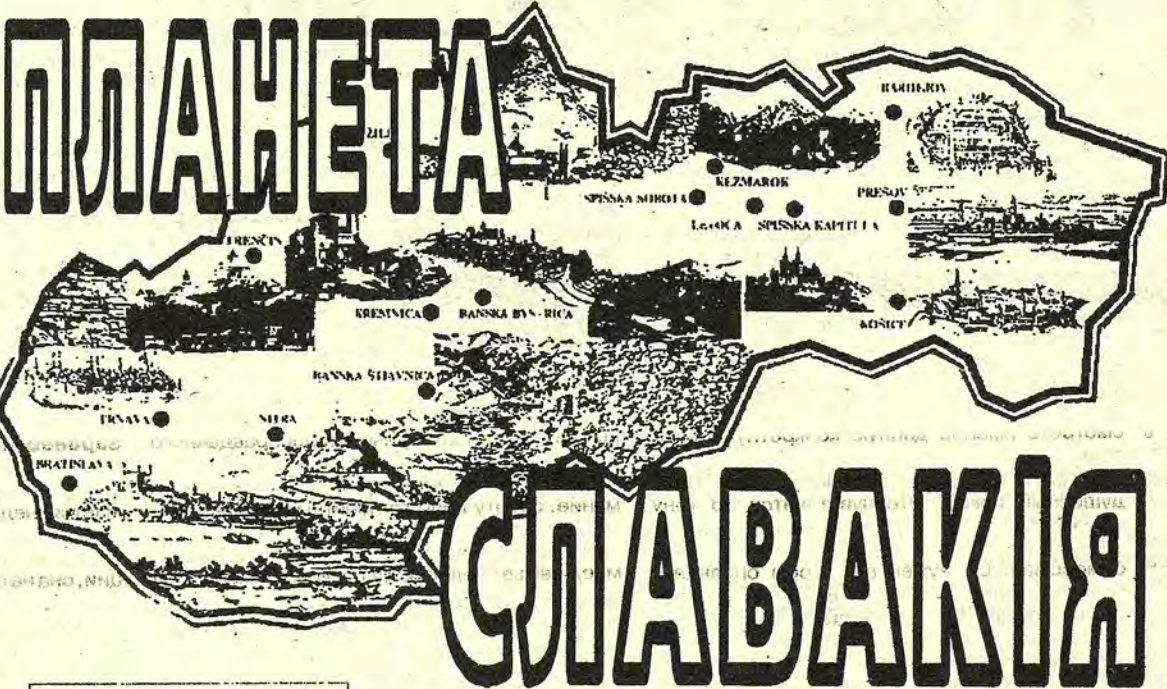 ПЛАНЕТА
BARDEJOV
KEZMAROK
SPIŠSKA SOBOTA
PREŠOV
LEVOČA SPIŠSKA KAPITULA
TRENČIN
KREMNICA BANSKA BYSTRICA
KOŠICE
BANSKA ŠTIAVNICA
TRNAVA NITRA
BRATISLAVA
СЛАВАКІЯ